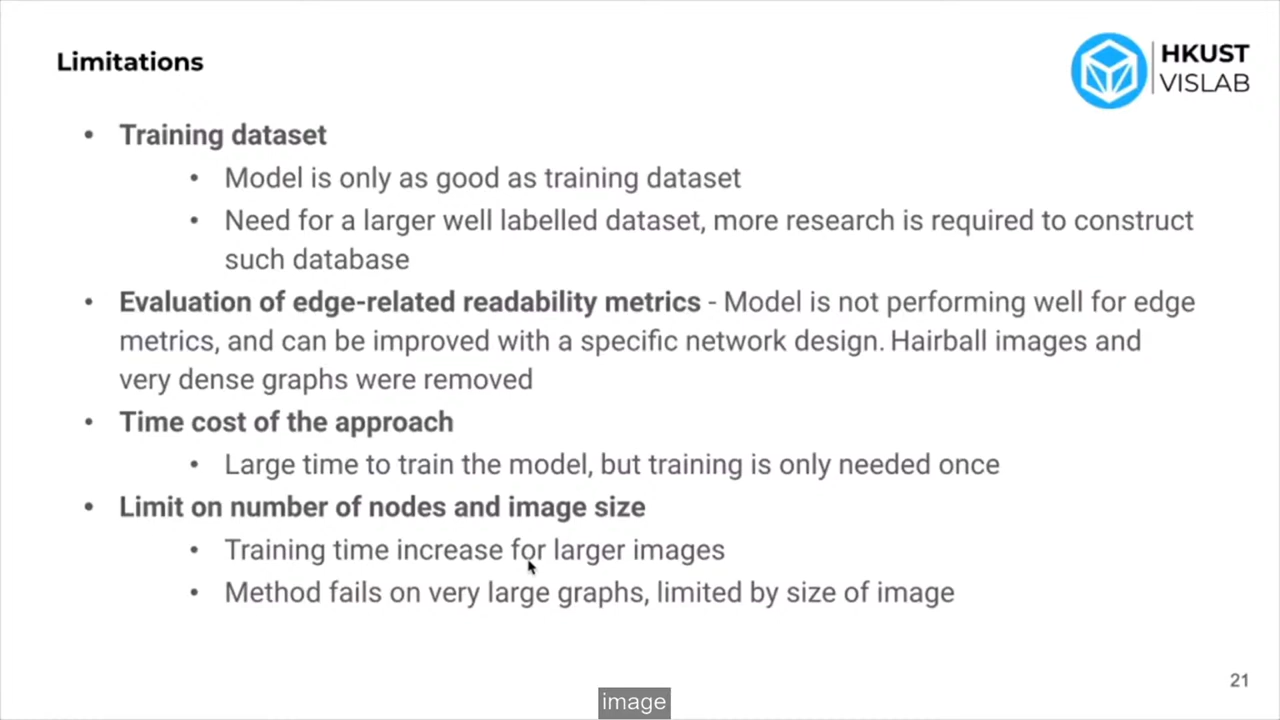 Limitations
HKUST
VISLAB
• Training dataset
• Model is only as good as training dataset
• Need for a larger well labelled dataset, more research is required to construct
such database
• Evaluation of edge-related readability metrics - Model is not performing well for edge
metrics, and can be improved with a specific network design. Hairball images and
very dense graphs were removed
• Time cost of the approach
• Large time to train the model, but training is only needed once
• Limit on number of nodes and image size
• Training time increase for larger images
• Method fails on very large graphs, limited by size of image
21
image